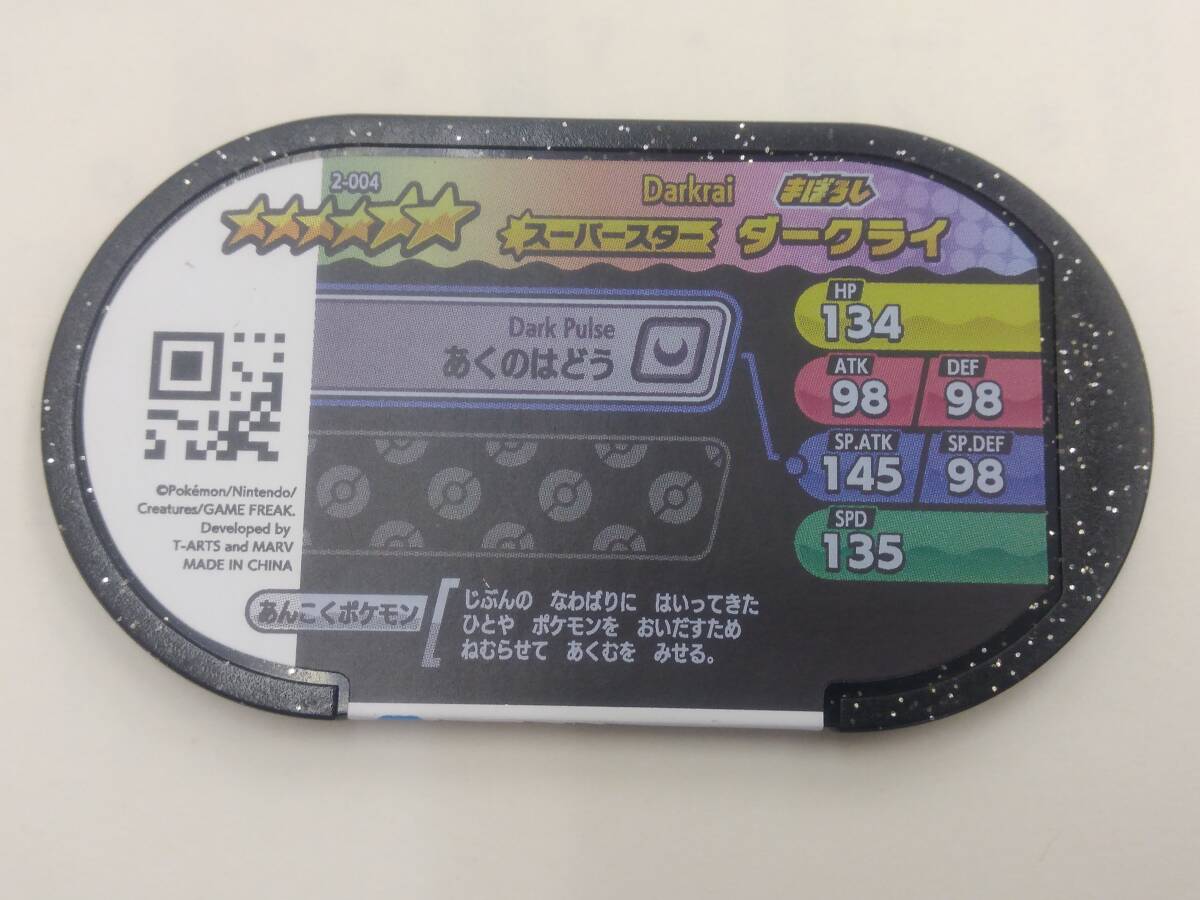 2-004
Darkrai
まぼろし
スーパースター
ダークライ
Dark Pulse
あくのはどう
HP
134
ATK
98
DEF
98
SP.ATK
145
SP.DEF
98
SPD
135
©Pokémon/Nintendo/
Creatures/GAME FREAK.
Developed by
T-ARTS and MARV
MADE IN CHINA
あんこくポケモン
じぶんの なわばりに はいってきた
ひとや ポケモンを おいだすため
ねむらせて あくむを みせる。